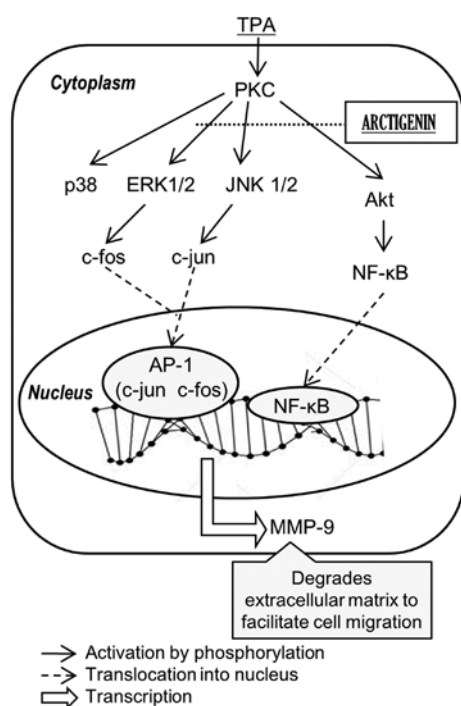 TPA
Cytoplasm
PKC
ARCTIGENIN
p38 ERK1/2 JNK 1/2
Akt
c-fos c-jun
NF-κB
AP-1
(c-jun c-fos)
Nucleus
NF-κB
MMP-9
Degrades
extracellular matrix to
facilitate cell migration
Activation by phosphorylation
Translocation into nucleus
Transcription